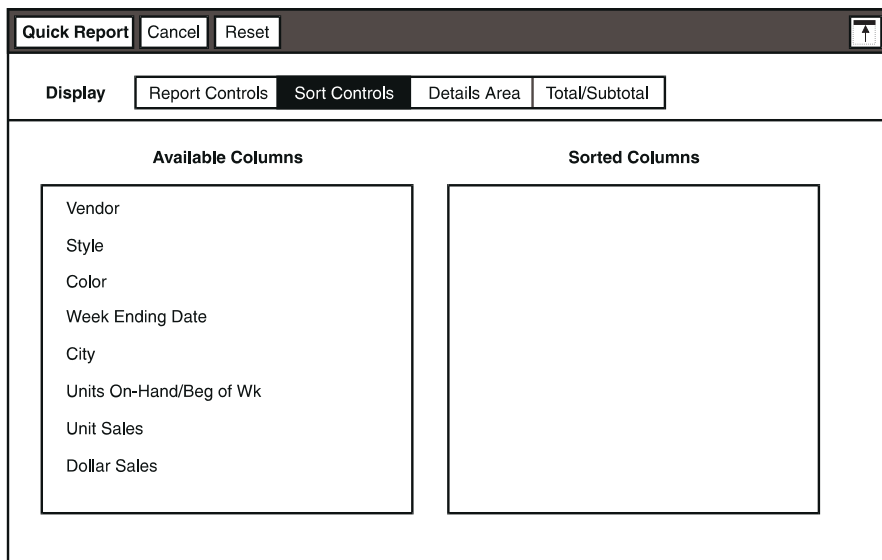 Quick Report Cancel Reset
Display Report Controls Sort Controls Details Area Total/Subtotal
Available Columns Sorted Columns
Vendor
Style
Color
Week Ending Date
City
Units On-Hand/Beg of Wk
Unit Sales
Dollar Sales